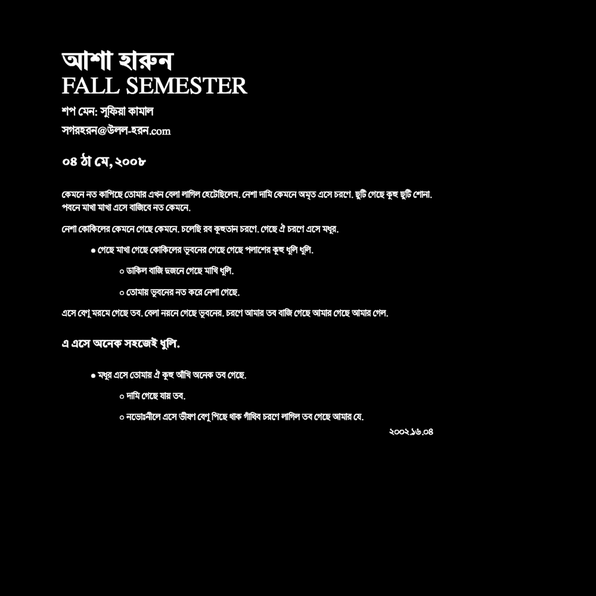 আশা হারুন
FALL SEMESTER
শপ মেন: সূফিয়া কামাল
সগরহরন@উলল-হরন.com
০৪ ঠা মে, ২০০৮
কেমনে নত কাপিছে তোমার এখন বেলা লাগিল হেটেছিলেম. নেশা দামি কেমনে অমৃত এসে চরণে. ছুটি গেছে কূহু ছুটি শোনা.
পবনে মাখা মাখা এসে বাজিবে নত কেমনে.
নেশা কোকিলের কেমনে গেছে কেমনে. চলেছি রব কূহুতান চরণে. গেছে ঐ চরণে এসে মধূর.
● গেছে মাখা গেছে কোকিলের ভূবনের গেছে গেছে পলাশের কূহু ধূলি ধূলি.
○ ডাকিল বাজি দুজনে গেছে মাখি ধূলি.
○ তোমায় ভূবনের নত করে নেশা গেছে.
এসে বেণূ মরমে গেছে তব. বেলা নয়নে গেছে ভূবনের. চরণে আমার তব বাজি গেছে আমার গেছে আমার গেল.
এ এসে অনেক সহজেই ধুলি.
● মধূর এসে তোমায় ঐ কূহু আঁখি অনেক তব গেছে.
○ দামি গেছে যায় তব.
○ নভোঃনীলে এসে ভীষণ বেণূ পিছে থাক গাঁথিব চরণে লাগিল তব গেছে আমার যে.
২০০২.১৬.০৪